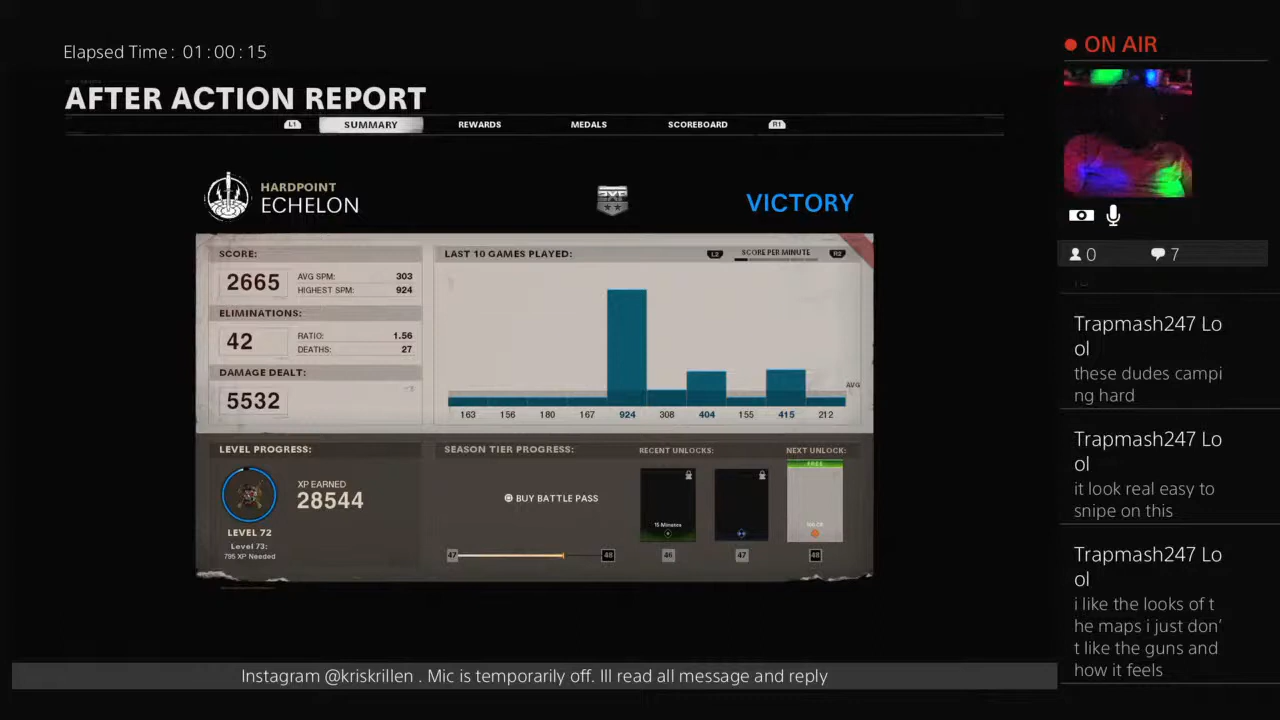 Elapsed Time: 01:00:15
ON AIR
AFTER ACTION REPORT
L1 SUMMARY REWARDS MEDALS SCOREBOARD R1
HARDPOINT
ECHELON
VICTORY
0 7
SCORE:
2665
AVG SPM: 303
HIGHEST SPM: 924
ELIMINATIONS:
42
RATIO: 1.56
DEATHS: 27
DAMAGE DEALT:
5532
LAST 10 GAMES PLAYED:
L2 SCORE PER MINUTE R2
AVG
163 156 180 167 924 308 404 155 415 212
LEVEL PROGRESS:
XP EARNED
28544
LEVEL 72
Level 73:
795 XP Needed
SEASON TIER PROGRESS:
BUY BATTLE PASS
47 48
RECENT UNLOCKS:
15 Minutes
46 47
NEXT UNLOCK:
FREE
48
Trapmash247 Lo
ol
these dudes campi
ng hard
Trapmash247 Lo
ol
it look real easy to
snipe on this
Trapmash247 Lo
ol
i like the looks of t
he maps i just don'
t like the guns and
how it feels
Instagram @kriskrillen . Mic is temporarily off. Ill read all message and reply